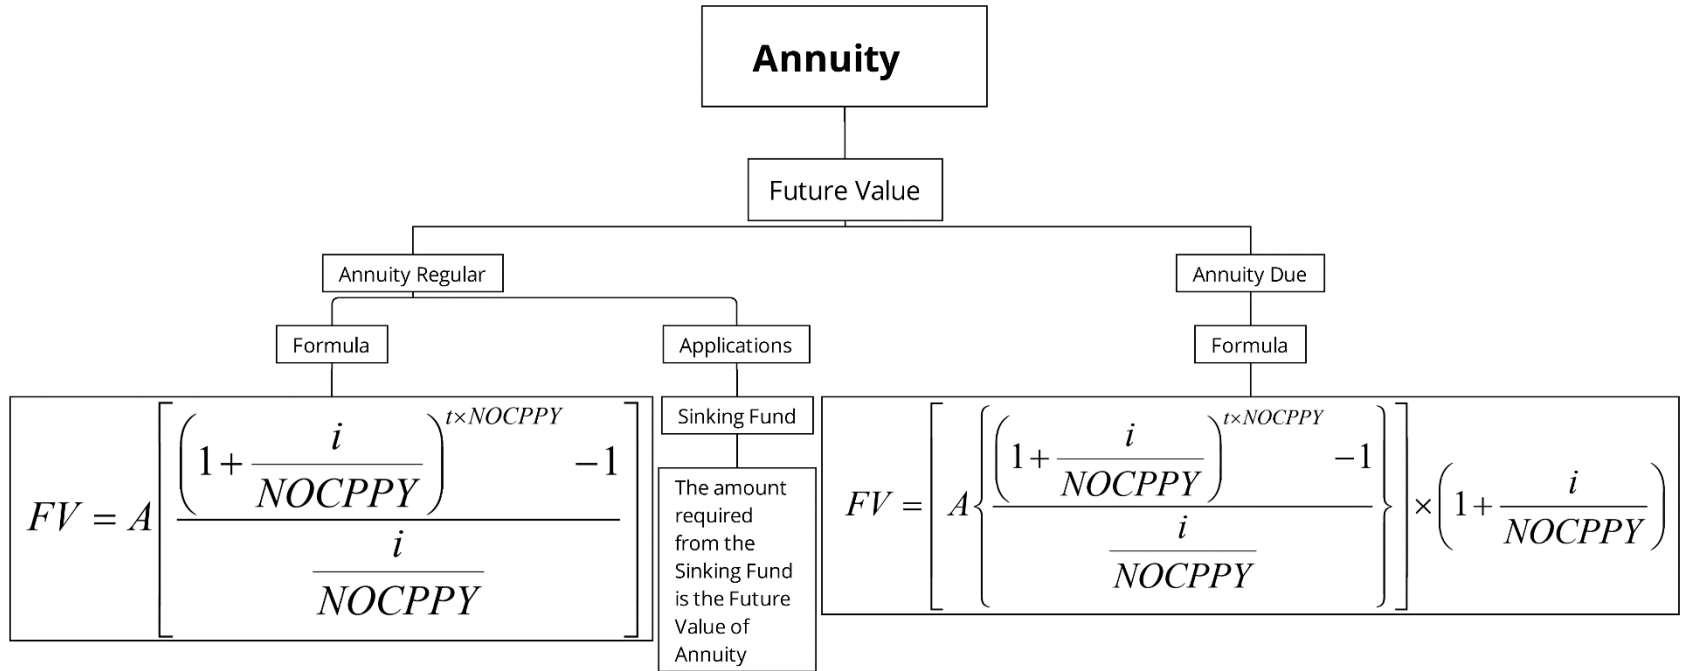 Annuity
Future Value
Annuity Regular
Annuity Due
Formula
Applications
Formula
Sinking Fund
FV = A[((1 + i/NOCPPY)^(t×NOCPPY) − 1)/(i/NOCPPY)]
The amount
required
from the
Sinking Fund
is the Future
Value of
Annuity
FV = [A{((1 + i/NOCPPY)^(t×NOCPPY) − 1)/(i/NOCPPY)}] × (1 + i/NOCPPY)